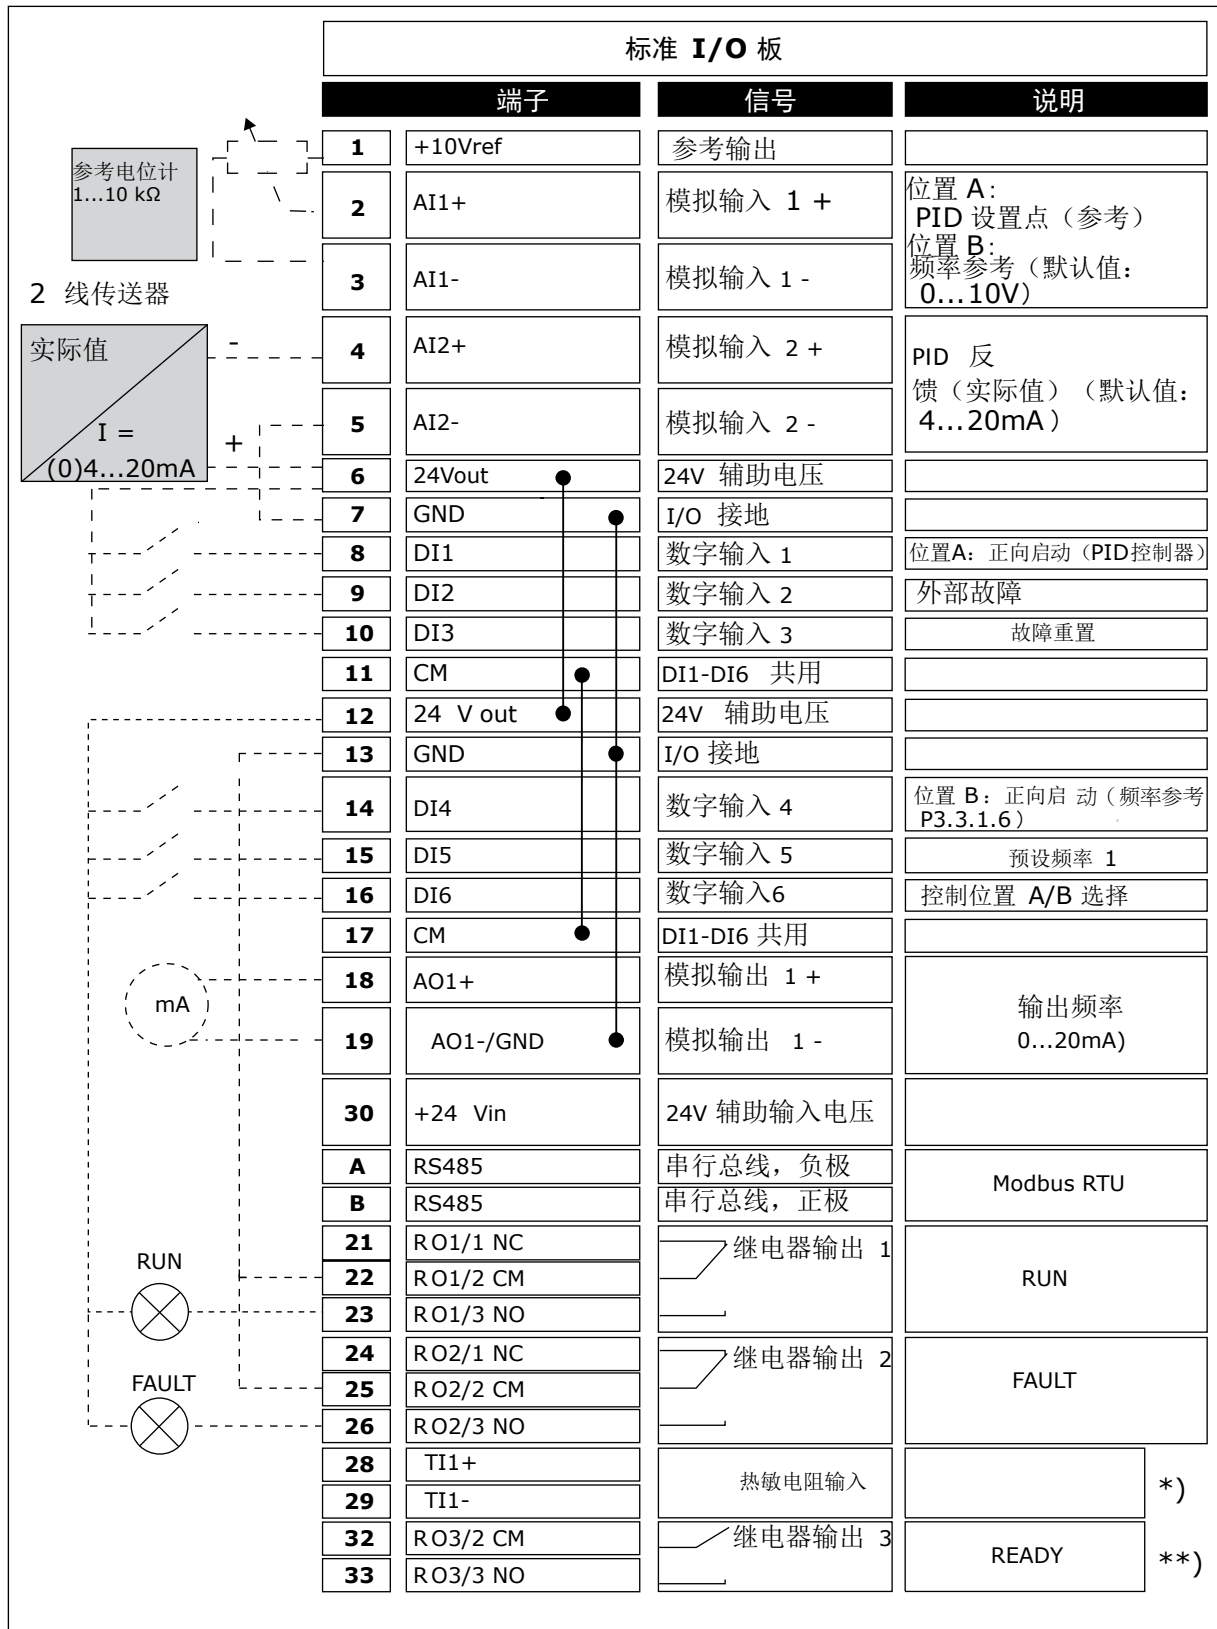 标准 I/O 板
端子 信号 说明
参考电位计
1...10 kΩ
1 +10Vref 参考输出
2 AI1+ 模拟输入 1 +
3 AI1- 模拟输入 1 -
位置 A:
PID 设置点（参考）
位置 B:
频率参考（默认值:
0...10V）
2 线传送器
实际值
I =
(0)4...20mA
-
+
4 AI2+ 模拟输入 2 +
5 AI2- 模拟输入 2 -
PID 反
馈（实际值）（默认值:
4...20mA）
6 24Vout 24V 辅助电压
7 GND I/O 接地
8 DI1 数字输入 1 位置A: 正向启动（PID控制器）
9 DI2 数字输入 2 外部故障
10 DI3 数字输入 3 故障重置
11 CM DI1-DI6 共用
12 24 V out 24V 辅助电压
13 GND I/O 接地
14 DI4 数字输入 4 位置 B: 正向启 动（频率参考
P3.3.1.6）
15 DI5 数字输入 5 预设频率 1
16 DI6 数字输入6 控制位置 A/B 选择
17 CM DI1-DI6 共用
18 AO1+ 模拟输出 1 +
mA
19 AO1-/GND 模拟输出 1 -
输出频率
0...20mA)
30 +24 Vin 24V 辅助输入电压
A RS485 串行总线，负极
B RS485 串行总线，正极
Modbus RTU
21 RO1/1 NC 继电器输出 1
RUN
22 RO1/2 CM RUN
23 RO1/3 NO
24 RO2/1 NC 继电器输出 2
FAULT
25 RO2/2 CM FAULT
26 RO2/3 NO
28 TI1+
热敏电阻输入 *)
29 TI1-
32 RO3/2 CM 继电器输出 3
READY **)
33 RO3/3 NO